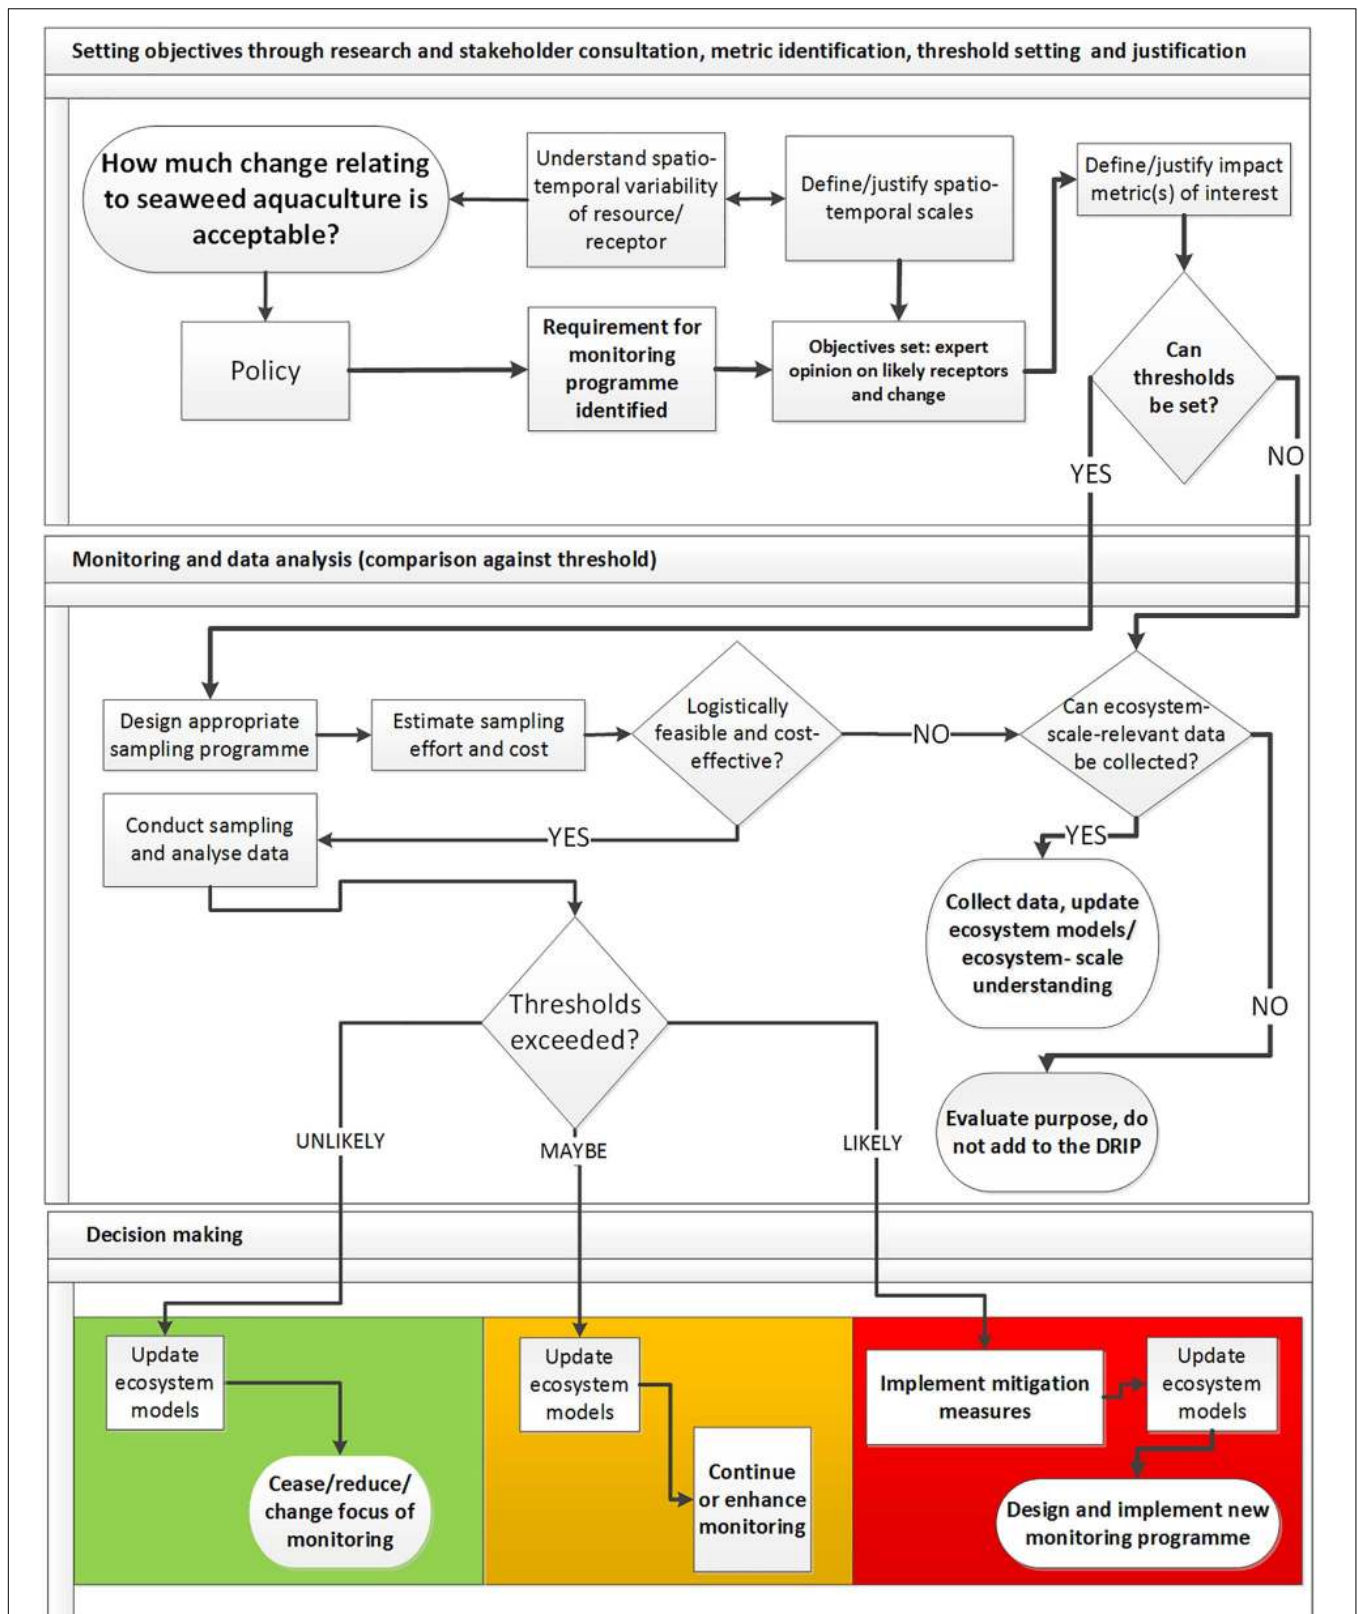 Setting objectives through research and stakeholder consultation, metric identification, threshold setting and justification
How much change relating
to seaweed aquaculture is
acceptable?
Understand spatio-
temporal variability
of resource/
receptor
Define/justify spatio-
temporal scales
Define/justify impact
metric(s) of interest
Policy
Requirement for
monitoring
programme
identified
Objectives set: expert
opinion on likely receptors
and change
Can
thresholds
be set?
YES
NO
Monitoring and data analysis (comparison against threshold)
Design appropriate
sampling programme
Estimate sampling
effort and cost
Logistically
feasible and cost-
effective?
NO
Can ecosystem-
scale-relevant data
be collected?
Conduct sampling
and analyse data
YES
YES
Collect data, update
ecosystem models/
ecosystem- scale
understanding
NO
Thresholds
exceeded?
Evaluate purpose, do
not add to the DRIP
UNLIKELY
MAYBE
LIKELY
Decision making
Update
ecosystem
models
Cease/reduce/
change focus of
monitoring
Update
ecosystem
models
Continue
or enhance
monitoring
Implement mitigation
measures
Update
ecosystem
models
Design and implement new
monitoring programme